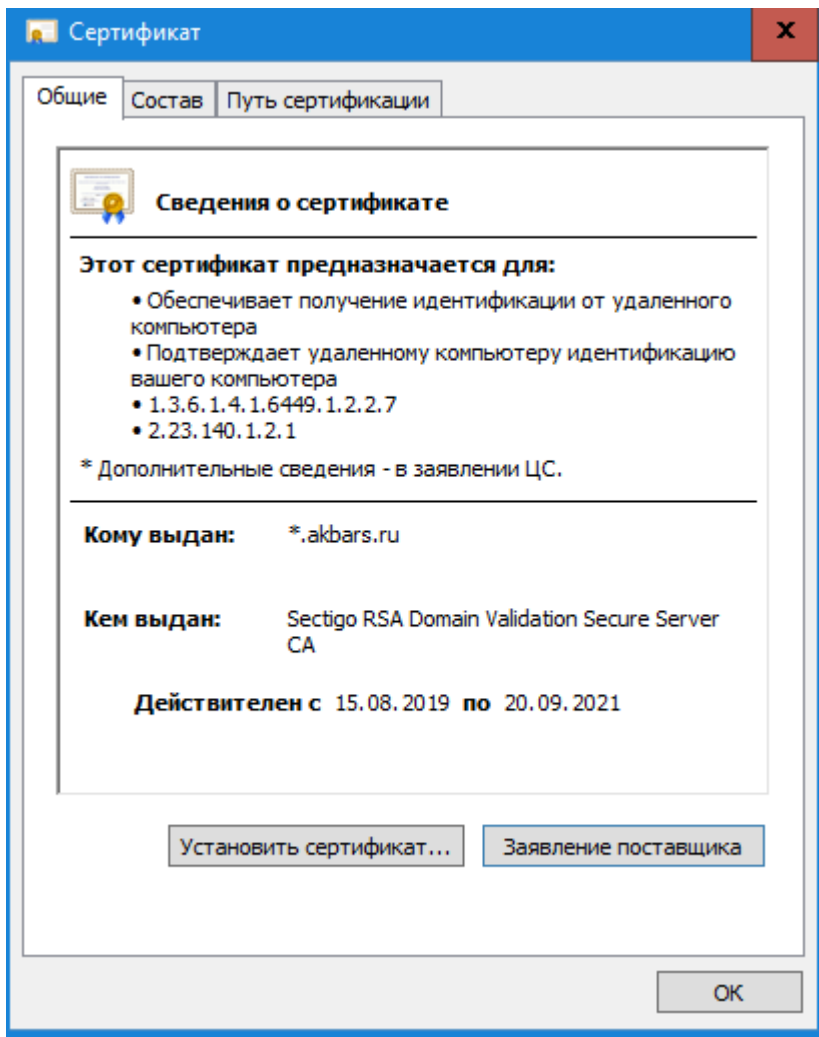 Сертификат
x
Общие Состав Путь сертификации
Сведения о сертификате
Этот сертификат предназначается для:
• Обеспечивает получение идентификации от удаленного
компьютера
• Подтверждает удаленному компьютеру идентификацию
вашего компьютера
• 1.3.6.1.4.1.6449.1.2.2.7
• 2.23.140.1.2.1
* Дополнительные сведения - в заявлении ЦС.
Кому выдан: *.akbars.ru
Кем выдан: Sectigo RSA Domain Validation Secure Server
CA
Действителен с 15.08.2019 по 20.09.2021
Установить сертификат... Заявление поставщика
ОК